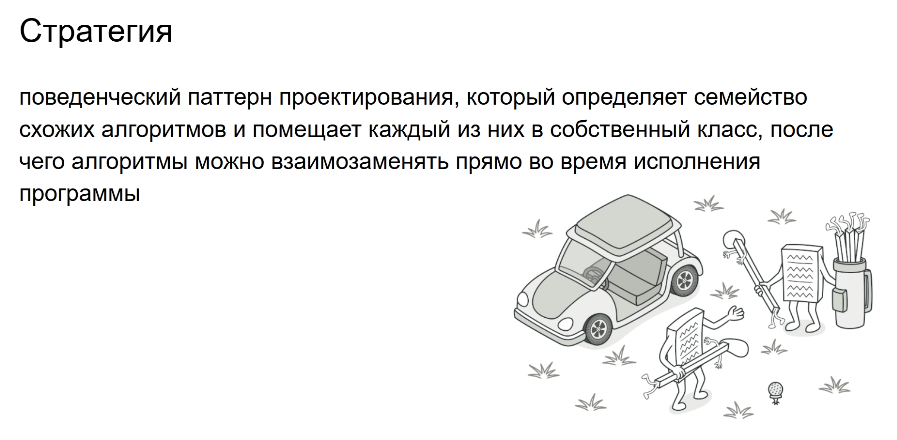 Стратегия
поведенческий паттерн проектирования, который определяет семейство
схожих алгоритмов и помещает каждый из них в собственный класс, после
чего алгоритмы можно взаимозаменять прямо во время исполнения
программы